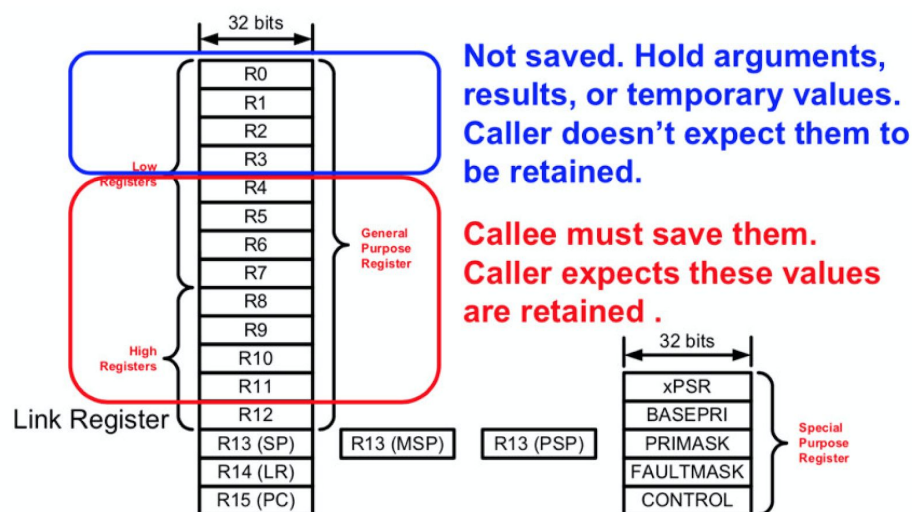 32 bits
Not saved. Hold arguments,
results, or temporary values.
Caller doesn’t expect them to
be retained.
R0
R1
R2
R3
Low
Registers
R4
R5
R6
R7
R8
R9
R10
R11
R12
General
Purpose
Register
Callee must save them.
Caller expects these values
are retained .
High
Registers
Link Register
R13 (SP)
R13 (MSP)
R13 (PSP)
R14 (LR)
R15 (PC)
32 bits
xPSR
BASEPRI
PRIMASK
FAULTMASK
CONTROL
Special
Purpose
Register